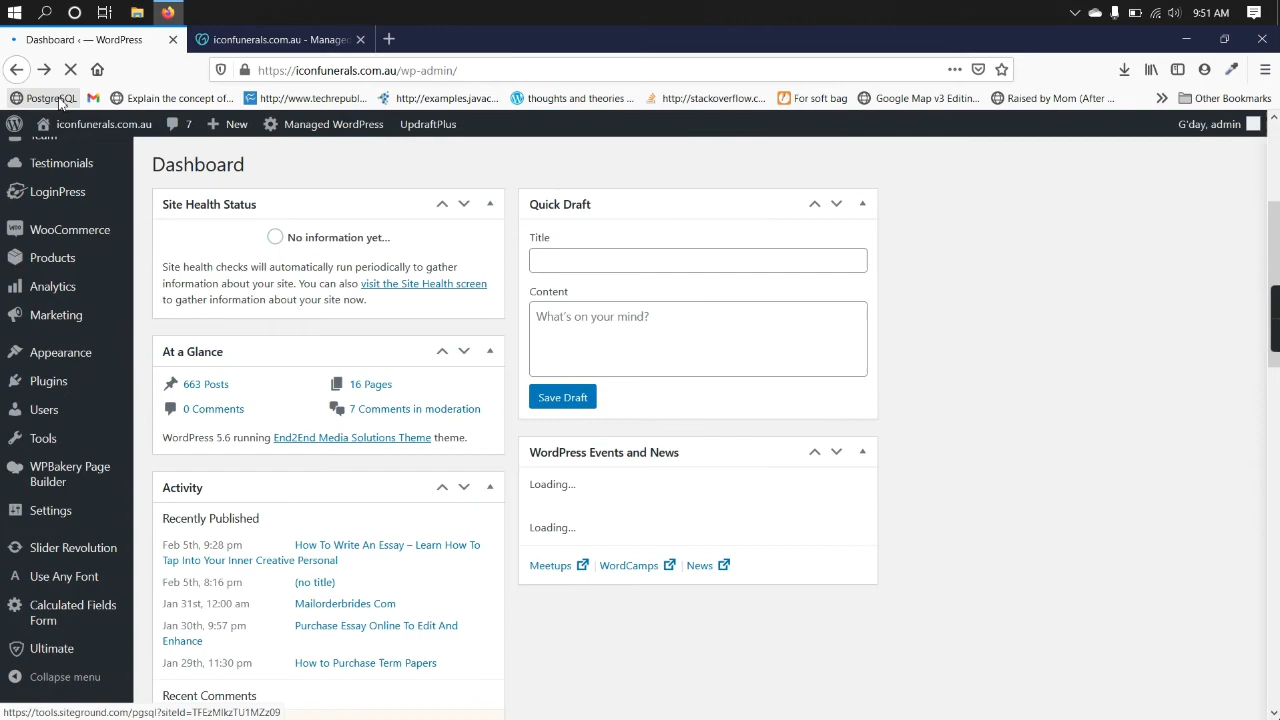 9:51 AM
Dashboard ‹ — WordPress
iconfunerals.com.au - Manage
https://iconfunerals.com.au/wp-admin/
PostgreSQL
Explain the concept of...
http://www.techrepubl...
http://examples.javac...
thoughts and theories ...
http://stackoverflow.c...
For soft bag
Google Map v3 Editin...
Raised by Mom (After ...
Other Bookmarks
iconfunerals.com.au
7
New
Managed WordPress
UpdraftPlus
G'day, admin
Team
Testimonials
LoginPress
WooCommerce
Products
Analytics
Marketing
Appearance
Plugins
Users
Tools
WPBakery Page
Builder
Settings
Slider Revolution
Use Any Font
Calculated Fields
Form
Ultimate
Collapse menu
Dashboard
Site Health Status
No information yet...
Site health checks will automatically run periodically to gather
information about your site. You can also visit the Site Health screen
to gather information about your site now.
At a Glance
663 Posts
16 Pages
0 Comments
7 Comments in moderation
WordPress 5.6 running End2End Media Solutions Theme theme.
Activity
Recently Published
Feb 5th, 9:28 pm How To Write An Essay – Learn How To
Tap Into Your Inner Creative Personal
Feb 5th, 8:16 pm (no title)
Jan 31st, 12:00 am Mailorderbrides Com
Jan 30th, 9:57 pm Purchase Essay Online To Edit And
Enhance
Jan 29th, 11:30 pm How to Purchase Term Papers
Recent Comments
Quick Draft
Title
Content
What's on your mind?
Save Draft
WordPress Events and News
Loading...
Loading...
Meetups | WordCamps | News
https://tools.siteground.com/pgsql?siteId=TFEzMlkzTU1MZz09